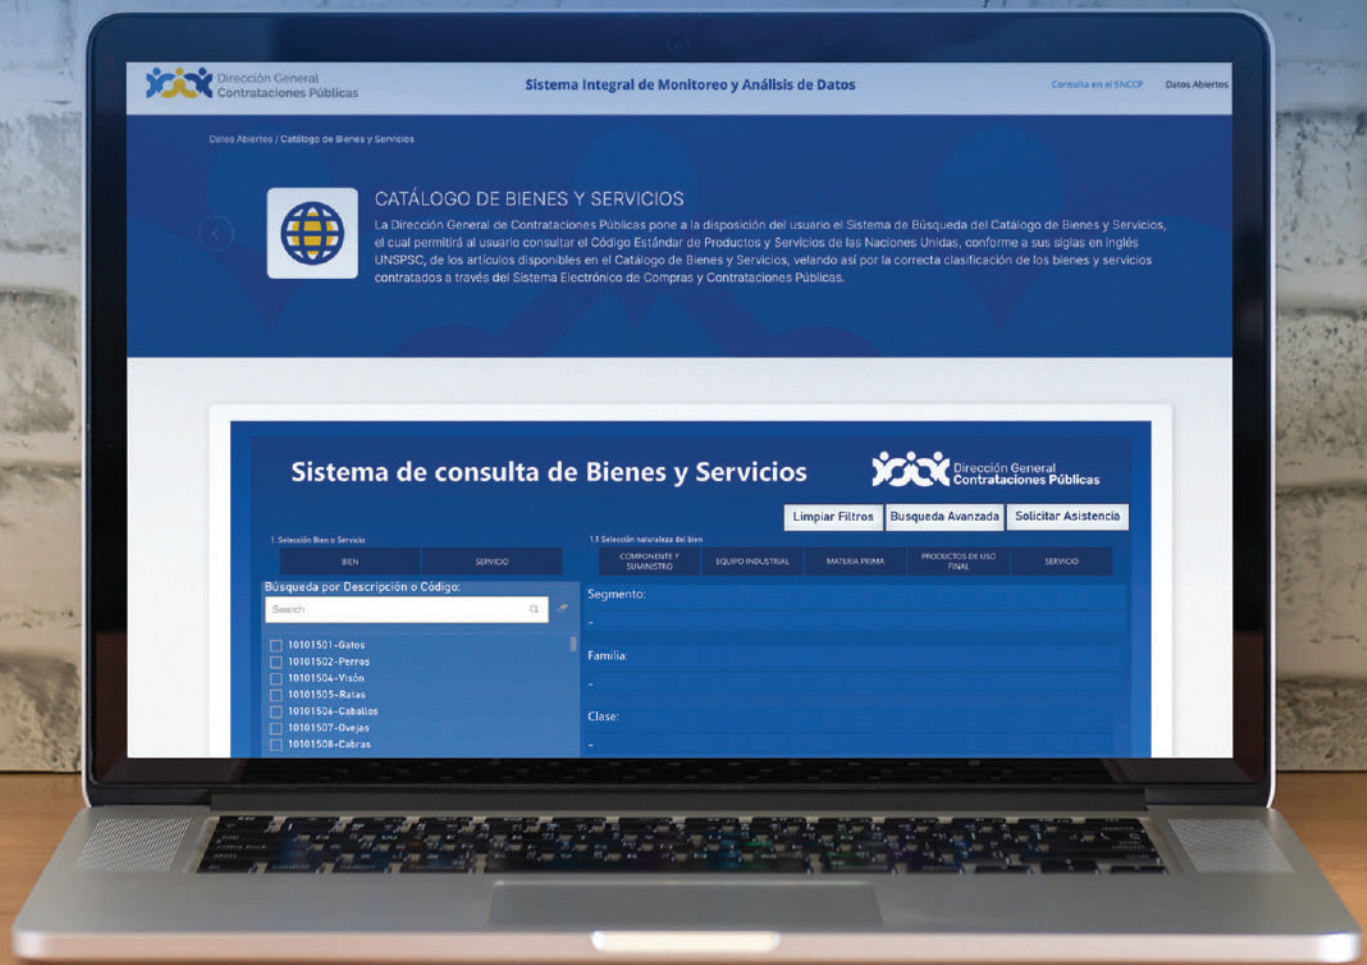 Dirección General
Contrataciones Públicas
Sistema Integral de Monitoreo y Análisis de Datos
Consulta en el SNCCP
Datos Abiertos
Datos Abiertos / Catálogo de Bienes y Servicios
CATÁLOGO DE BIENES Y SERVICIOS
La Dirección General de Contrataciones Públicas pone a la disposición del usuario el Sistema de Búsqueda del Catálogo de Bienes y Servicios,
el cual permitirá al usuario consultar el Código Estándar de Productos y Servicios de las Naciones Unidas, conforme a sus siglas en inglés
UNSPSC, de los artículos disponibles en el Catálogo de Bienes y Servicios, velando así por la correcta clasificación de los bienes y servicios
contratados a través del Sistema Electrónico de Compras y Contrataciones Públicas.
Sistema de consulta de Bienes y Servicios
Dirección General
Contrataciones Públicas
Limpiar Filtros
Busqueda Avanzada
Solicitar Asistencia
1. Selección Bien o Servicio
1.1 Selección naturaleza del bien
BIEN
SERVICIO
COMPONENTE Y
SUMINISTRO
EQUIPO INDUSTRIAL
MATERIA PRIMA
PRODUCTOS DE USO
FINAL
SERVICIO
Búsqueda por Descripción o Código:
Search
10101501-Gatos
10101502-Perros
10101504-Visón
10101505-Ratas
10101506-Caballos
10101507-Ovejas
10101508-Cabras
Segmento:
-
Familia:
-
Clase:
-